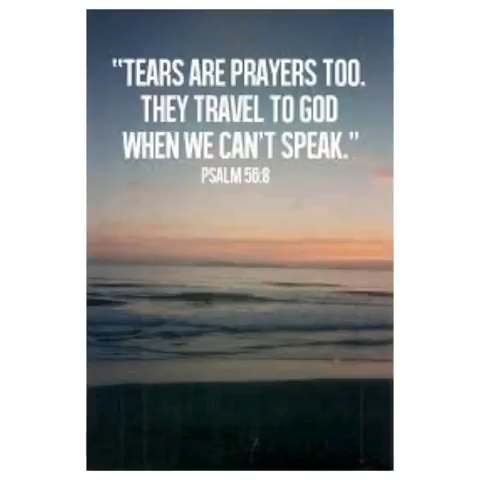 "TEARS ARE PRAYERS TOO.
THEY TRAVEL TO GOD
WHEN WE CAN'T SPEAK."
PSALM 56:8